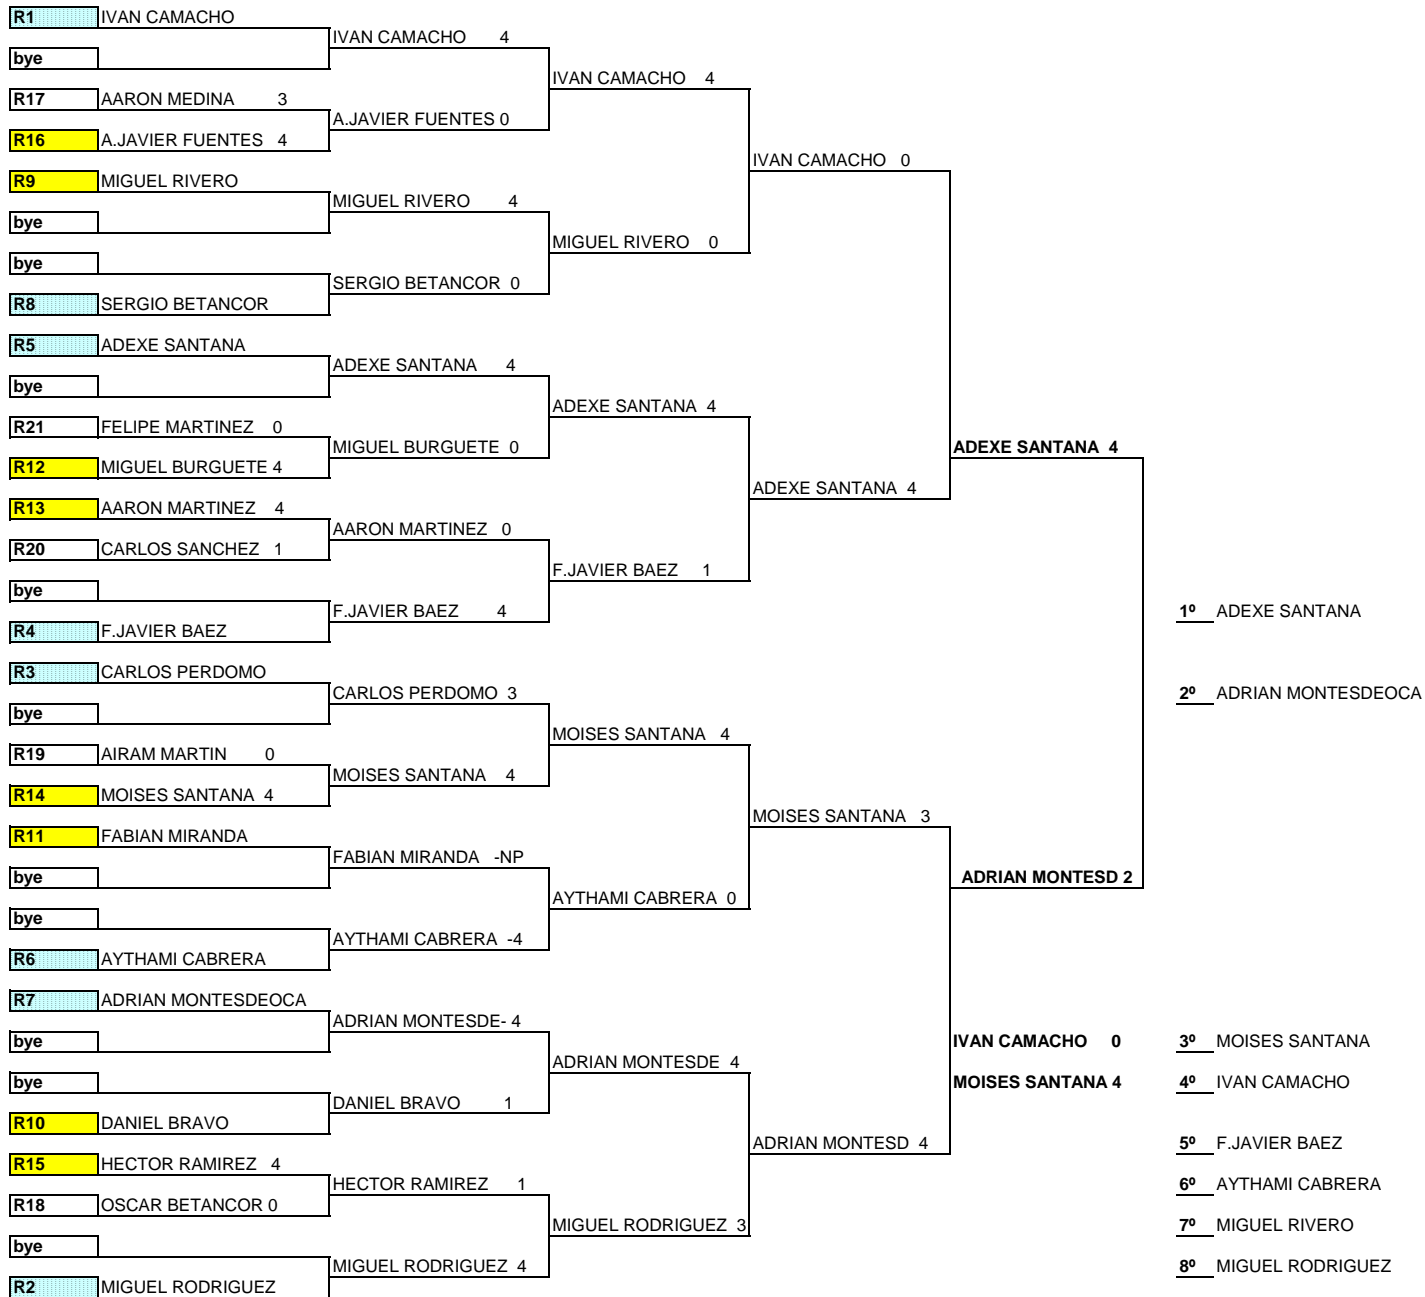 R1 IVAN CAMACHO
IVAN CAMACHO 4
bye
IVAN CAMACHO 4
R17 AARON MEDINA 3
A.JAVIER FUENTES 0
R16 A.JAVIER FUENTES 4
IVAN CAMACHO 0
R9 MIGUEL RIVERO
MIGUEL RIVERO 4
bye
MIGUEL RIVERO 0
bye
SERGIO BETANCOR 0
R8 SERGIO BETANCOR
R5 ADEXE SANTANA
ADEXE SANTANA 4
bye
ADEXE SANTANA 4
R21 FELIPE MARTINEZ 0
MIGUEL BURGUETE 0 ADEXE SANTANA 4
R12 MIGUEL BURGUETE 4
ADEXE SANTANA 4
R13 AARON MARTINEZ 4
AARON MARTINEZ 0
R20 CARLOS SANCHEZ 1
F.JAVIER BAEZ 1
bye
F.JAVIER BAEZ 4 1º ADEXE SANTANA
R4 F.JAVIER BAEZ
R3 CARLOS PERDOMO
CARLOS PERDOMO 3 2º ADRIAN MONTESDEOCA
bye
MOISES SANTANA 4
R19 AIRAM MARTIN 0
MOISES SANTANA 4
R14 MOISES SANTANA 4
MOISES SANTANA 3
R11 FABIAN MIRANDA
FABIAN MIRANDA -NP
bye ADRIAN MONTESD 2
AYTHAMI CABRERA 0
bye
AYTHAMI CABRERA -4
R6 AYTHAMI CABRERA
R7 ADRIAN MONTESDEOCA
ADRIAN MONTESDE- 4
bye IVAN CAMACHO 0 3º MOISES SANTANA
ADRIAN MONTESDE 4
bye MOISES SANTANA 4 4º IVAN CAMACHO
DANIEL BRAVO 1
R10 DANIEL BRAVO
ADRIAN MONTESD 4 5º F.JAVIER BAEZ
R15 HECTOR RAMIREZ 4
HECTOR RAMIREZ 1 6º AYTHAMI CABRERA
R18 OSCAR BETANCOR 0
MIGUEL RODRIGUEZ 3 7º MIGUEL RIVERO
bye
MIGUEL RODRIGUEZ 4 8º MIGUEL RODRIGUEZ
R2 MIGUEL RODRIGUEZ